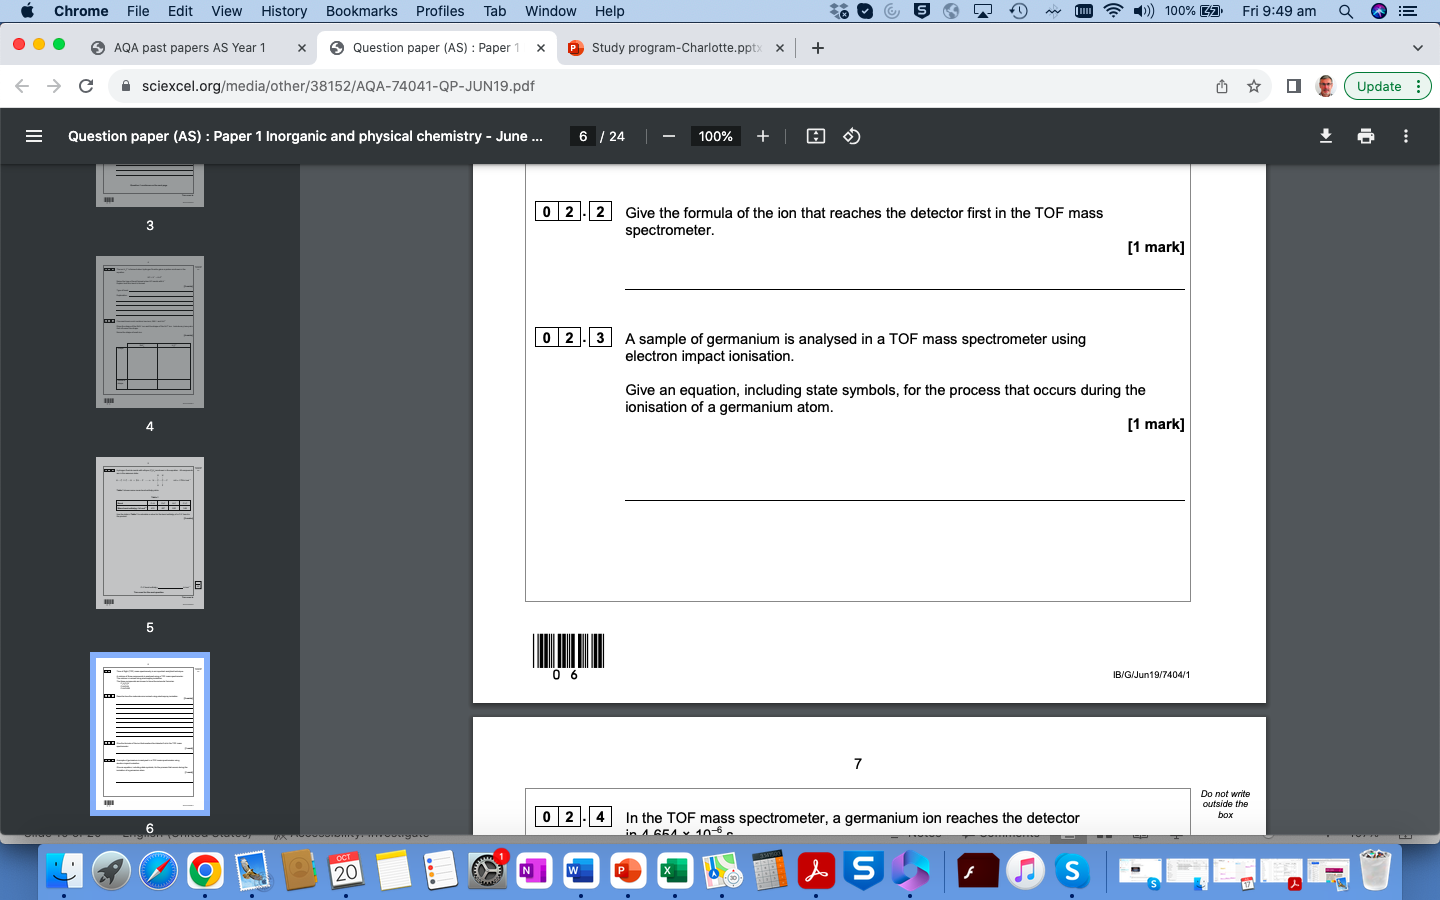 Chrome File Edit View History Bookmarks Profiles Tab Window Help 100% Fri 9:49 am
AQA past papers AS Year 1
Question paper (AS) : Paper 1
Study program-Charlotte.pptx
sciexcel.org/media/other/38152/AQA-74041-QP-JUN19.pdf
Update
Question paper (AS) : Paper 1 Inorganic and physical chemistry - June ...
6 / 24
100%
3
4
5
6
0 2 . 2 Give the formula of the ion that reaches the detector first in the TOF mass
spectrometer.
[1 mark]
0 2 . 3 A sample of germanium is analysed in a TOF mass spectrometer using
electron impact ionisation.
Give an equation, including state symbols, for the process that occurs during the
ionisation of a germanium atom.
[1 mark]
0 6
IB/G/Jun19/7404/1
7
Do not write
outside the
box
0 2 . 4 In the TOF mass spectrometer, a germanium ion reaches the detector
in 4.654 × 10⁻⁶ s
OCT
20
1
17